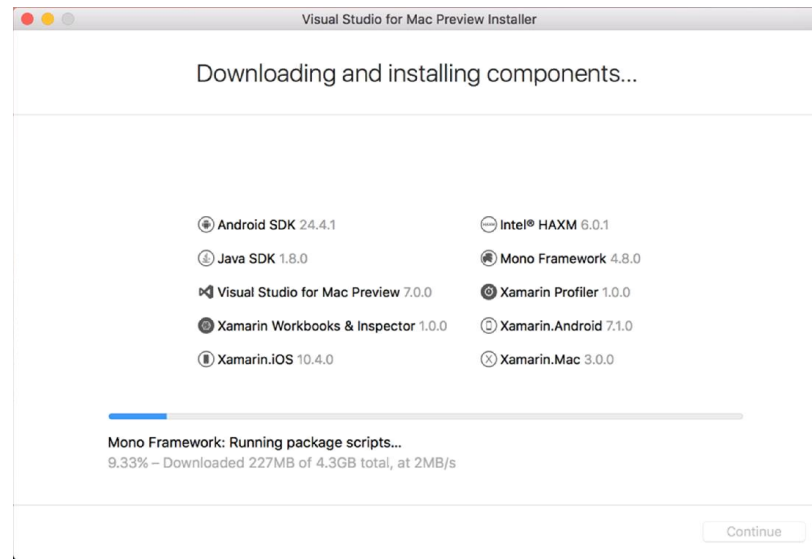 Visual Studio for Mac Preview Installer
Downloading and installing components...
Android SDK 24.4.1
Intel® HAXM 6.0.1
Java SDK 1.8.0
Mono Framework 4.8.0
Visual Studio for Mac Preview 7.0.0
Xamarin Profiler 1.0.0
Xamarin Workbooks & Inspector 1.0.0
Xamarin.Android 7.1.0
Xamarin.iOS 10.4.0
Xamarin.Mac 3.0.0
Mono Framework: Running package scripts...
9.33% – Downloaded 227MB of 4.3GB total, at 2MB/s
Continue